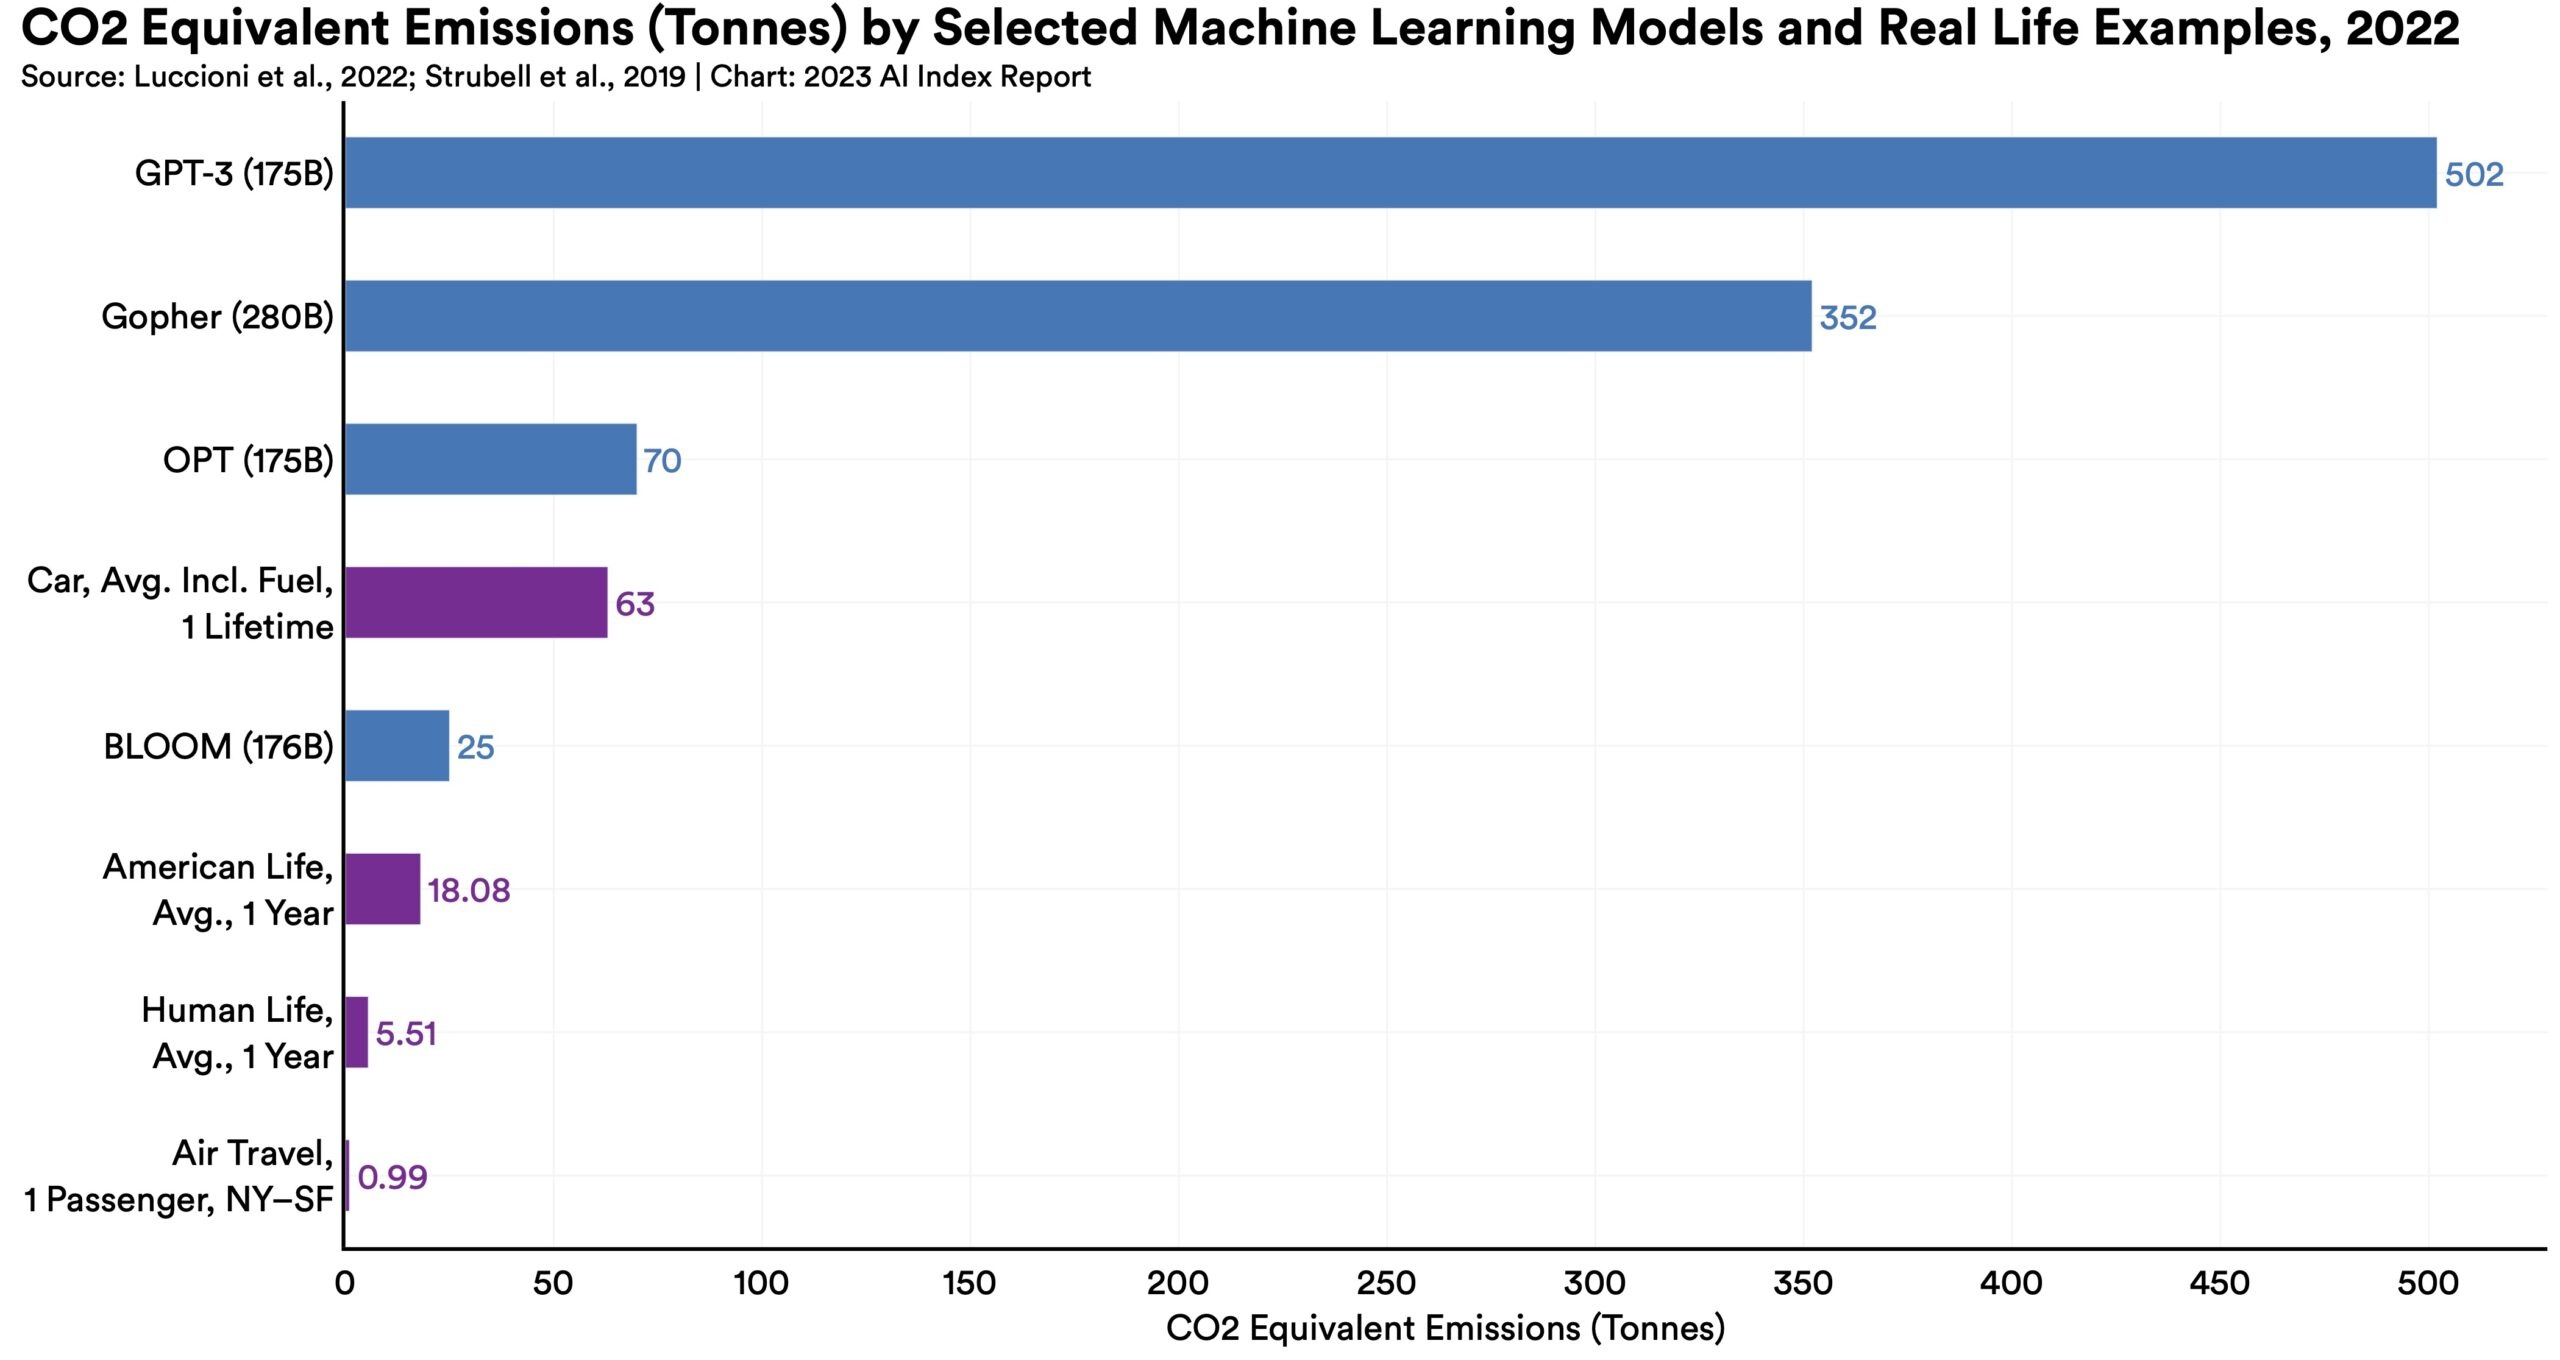 CO2 Equivalent Emissions (Tonnes) by Selected Machine Learning Models and Real Life Examples, 2022
Source: Luccioni et al., 2022; Strubell et al., 2019 | Chart: 2023 AI Index Report
GPT-3 (175B)
502
Gopher (280B)
352
OPT (175B)
70
Car, Avg. Incl. Fuel,
1 Lifetime
63
BLOOM (176B)
25
American Life,
Avg., 1 Year
18.08
Human Life,
Avg., 1 Year
5.51
Air Travel,
1 Passenger, NY–SF
0.99
0 50 100 150 200 250 300 350 400 450 500
CO2 Equivalent Emissions (Tonnes)